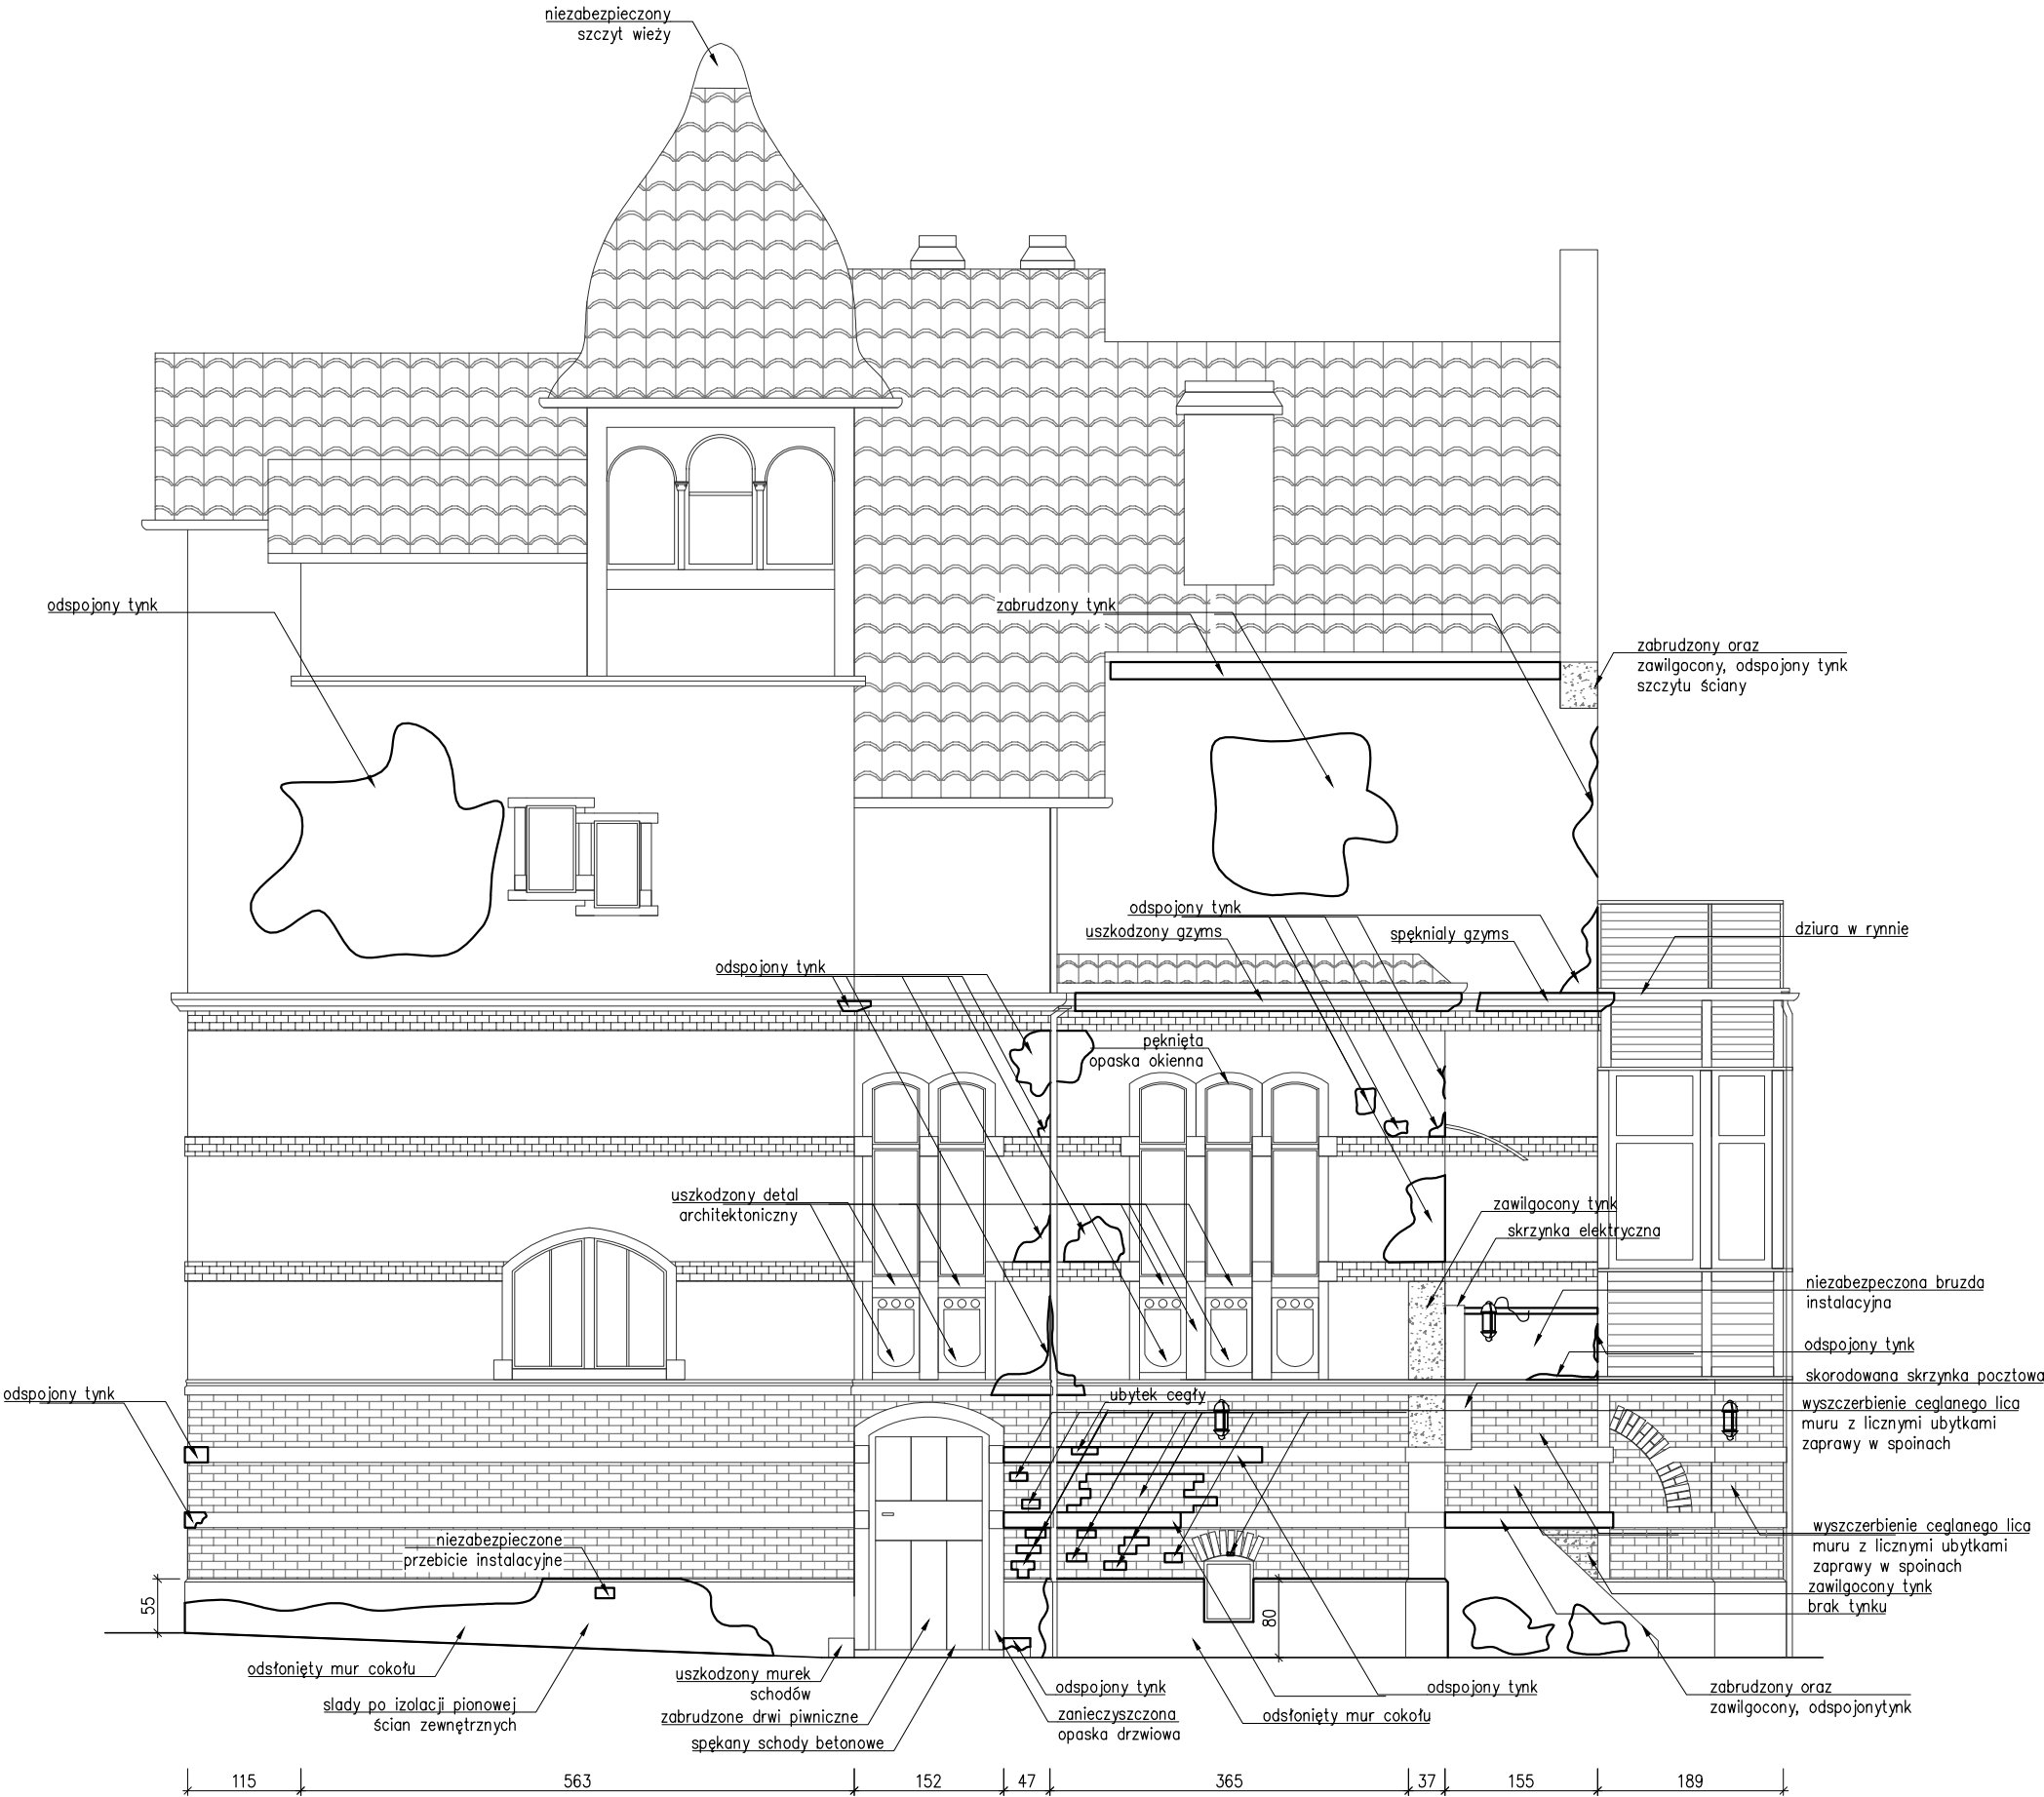 niezabezpieczony
szczyt wieży
odspojony tynk
zabrudzony tynk
zabrudzony oraz
zawilgocony, odspojony tynk
szczytu ściany
odspojony tynk
uszkodzony gzyms
spękniały gzyms
dziura w rynnie
odspojony tynk
pęknięta
opaska okienna
uszkodzony detal
architektoniczny
zawilgocony tynk
skrzynka elektryczna
niezabezpeczona bruzda
instalacyjna
odspojony tynk
skorodowana skrzynka pocztowa
odspojony tynk
ubytek cegły
wyszczerbienie ceglanego lica
muru z licznymi ubytkami
zaprawy w spoinach
niezabezpieczone
przebicie instalacyjne
wyszczerbienie ceglanego lica
muru z licznymi ubytkami
zaprawy w spoinach
zawilgocony tynk
brak tynku
55
80
odsłonięty mur cokołu
uszkodzony murek
schodów
slady po izolacji pionowej
ścian zewnętrznych
zabrudzone drwi piwniczne
spękany schody betonowe
odspojony tynk
zanieczyszczona
opaska drzwiowa
odspojony tynk
odsłonięty mur cokołu
zabrudzony oraz
zawilgocony, odspojonytynk
115 563 152 47 365 37 155 189